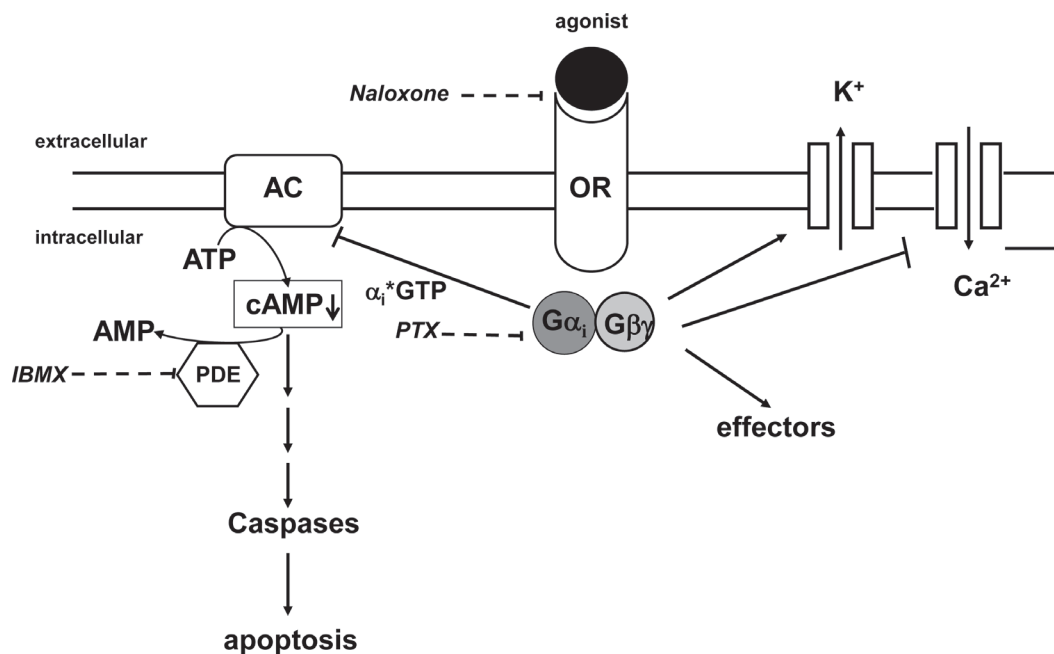 agonist
Naloxone
K⁺
extracellular
AC
OR
intracellular
ATP
Ca²⁺
αᵢ*GTP
cAMP↓
Gαᵢ
Gβγ
AMP
PTX
IBMX
PDE
effectors
Caspases
apoptosis